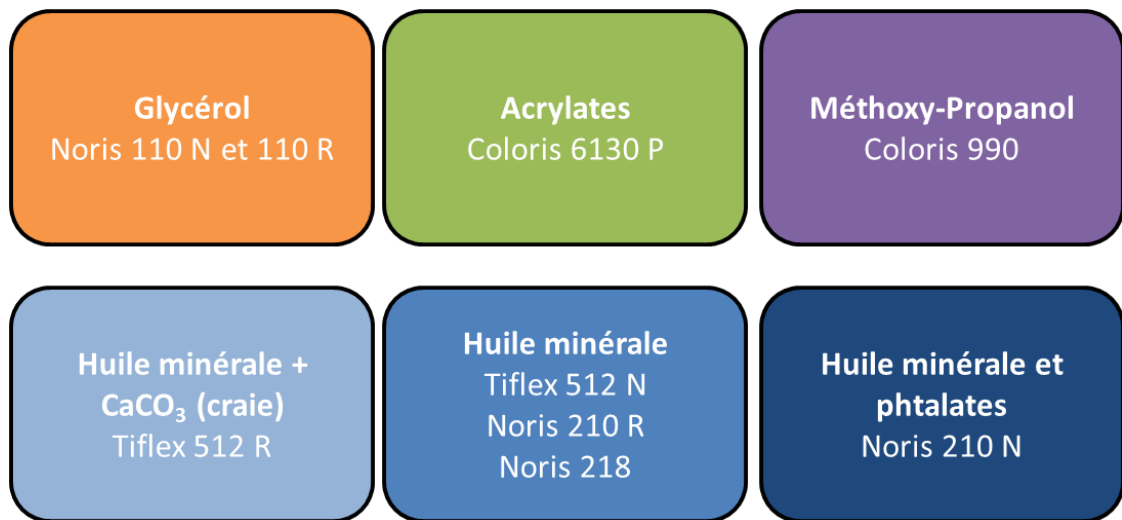 Glycérol
Noris 110 N et 110 R
Acrylates
Coloris 6130 P
Méthoxy-Propanol
Coloris 990
Huile minérale +
CaCO₃ (craie)
Tiflex 512 R
Huile minérale
Tiflex 512 N
Noris 210 R
Noris 218
Huile minérale et
phtalates
Noris 210 N